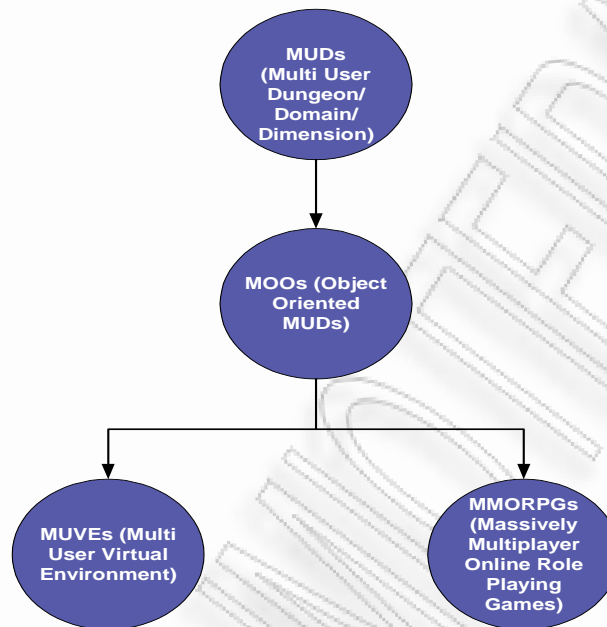 MUDs
(Multi User
Dungeon/
Domain/
Dimension)
MOOs (Object
Oriented
MUDs)
MUVEs (Multi
User Virtual
Environment)
MMORPGs
(Massively
Multiplayer
Online Role
Playing
Games)